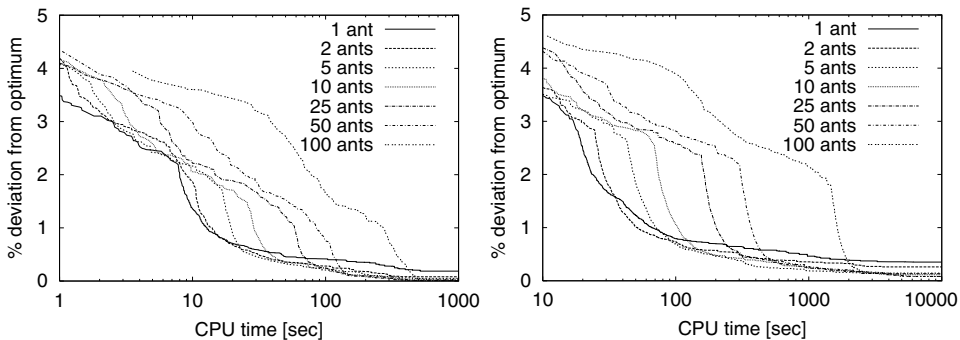 5
4
3
2
1
0
% deviation from optimum
1 ant
2 ants
5 ants
10 ants
25 ants
50 ants
100 ants
1 10 100 1000
CPU time [sec]
5
4
3
2
1
0
% deviation from optimum
1 ant
2 ants
5 ants
10 ants
25 ants
50 ants
100 ants
10 100 1000 10000
CPU time [sec]